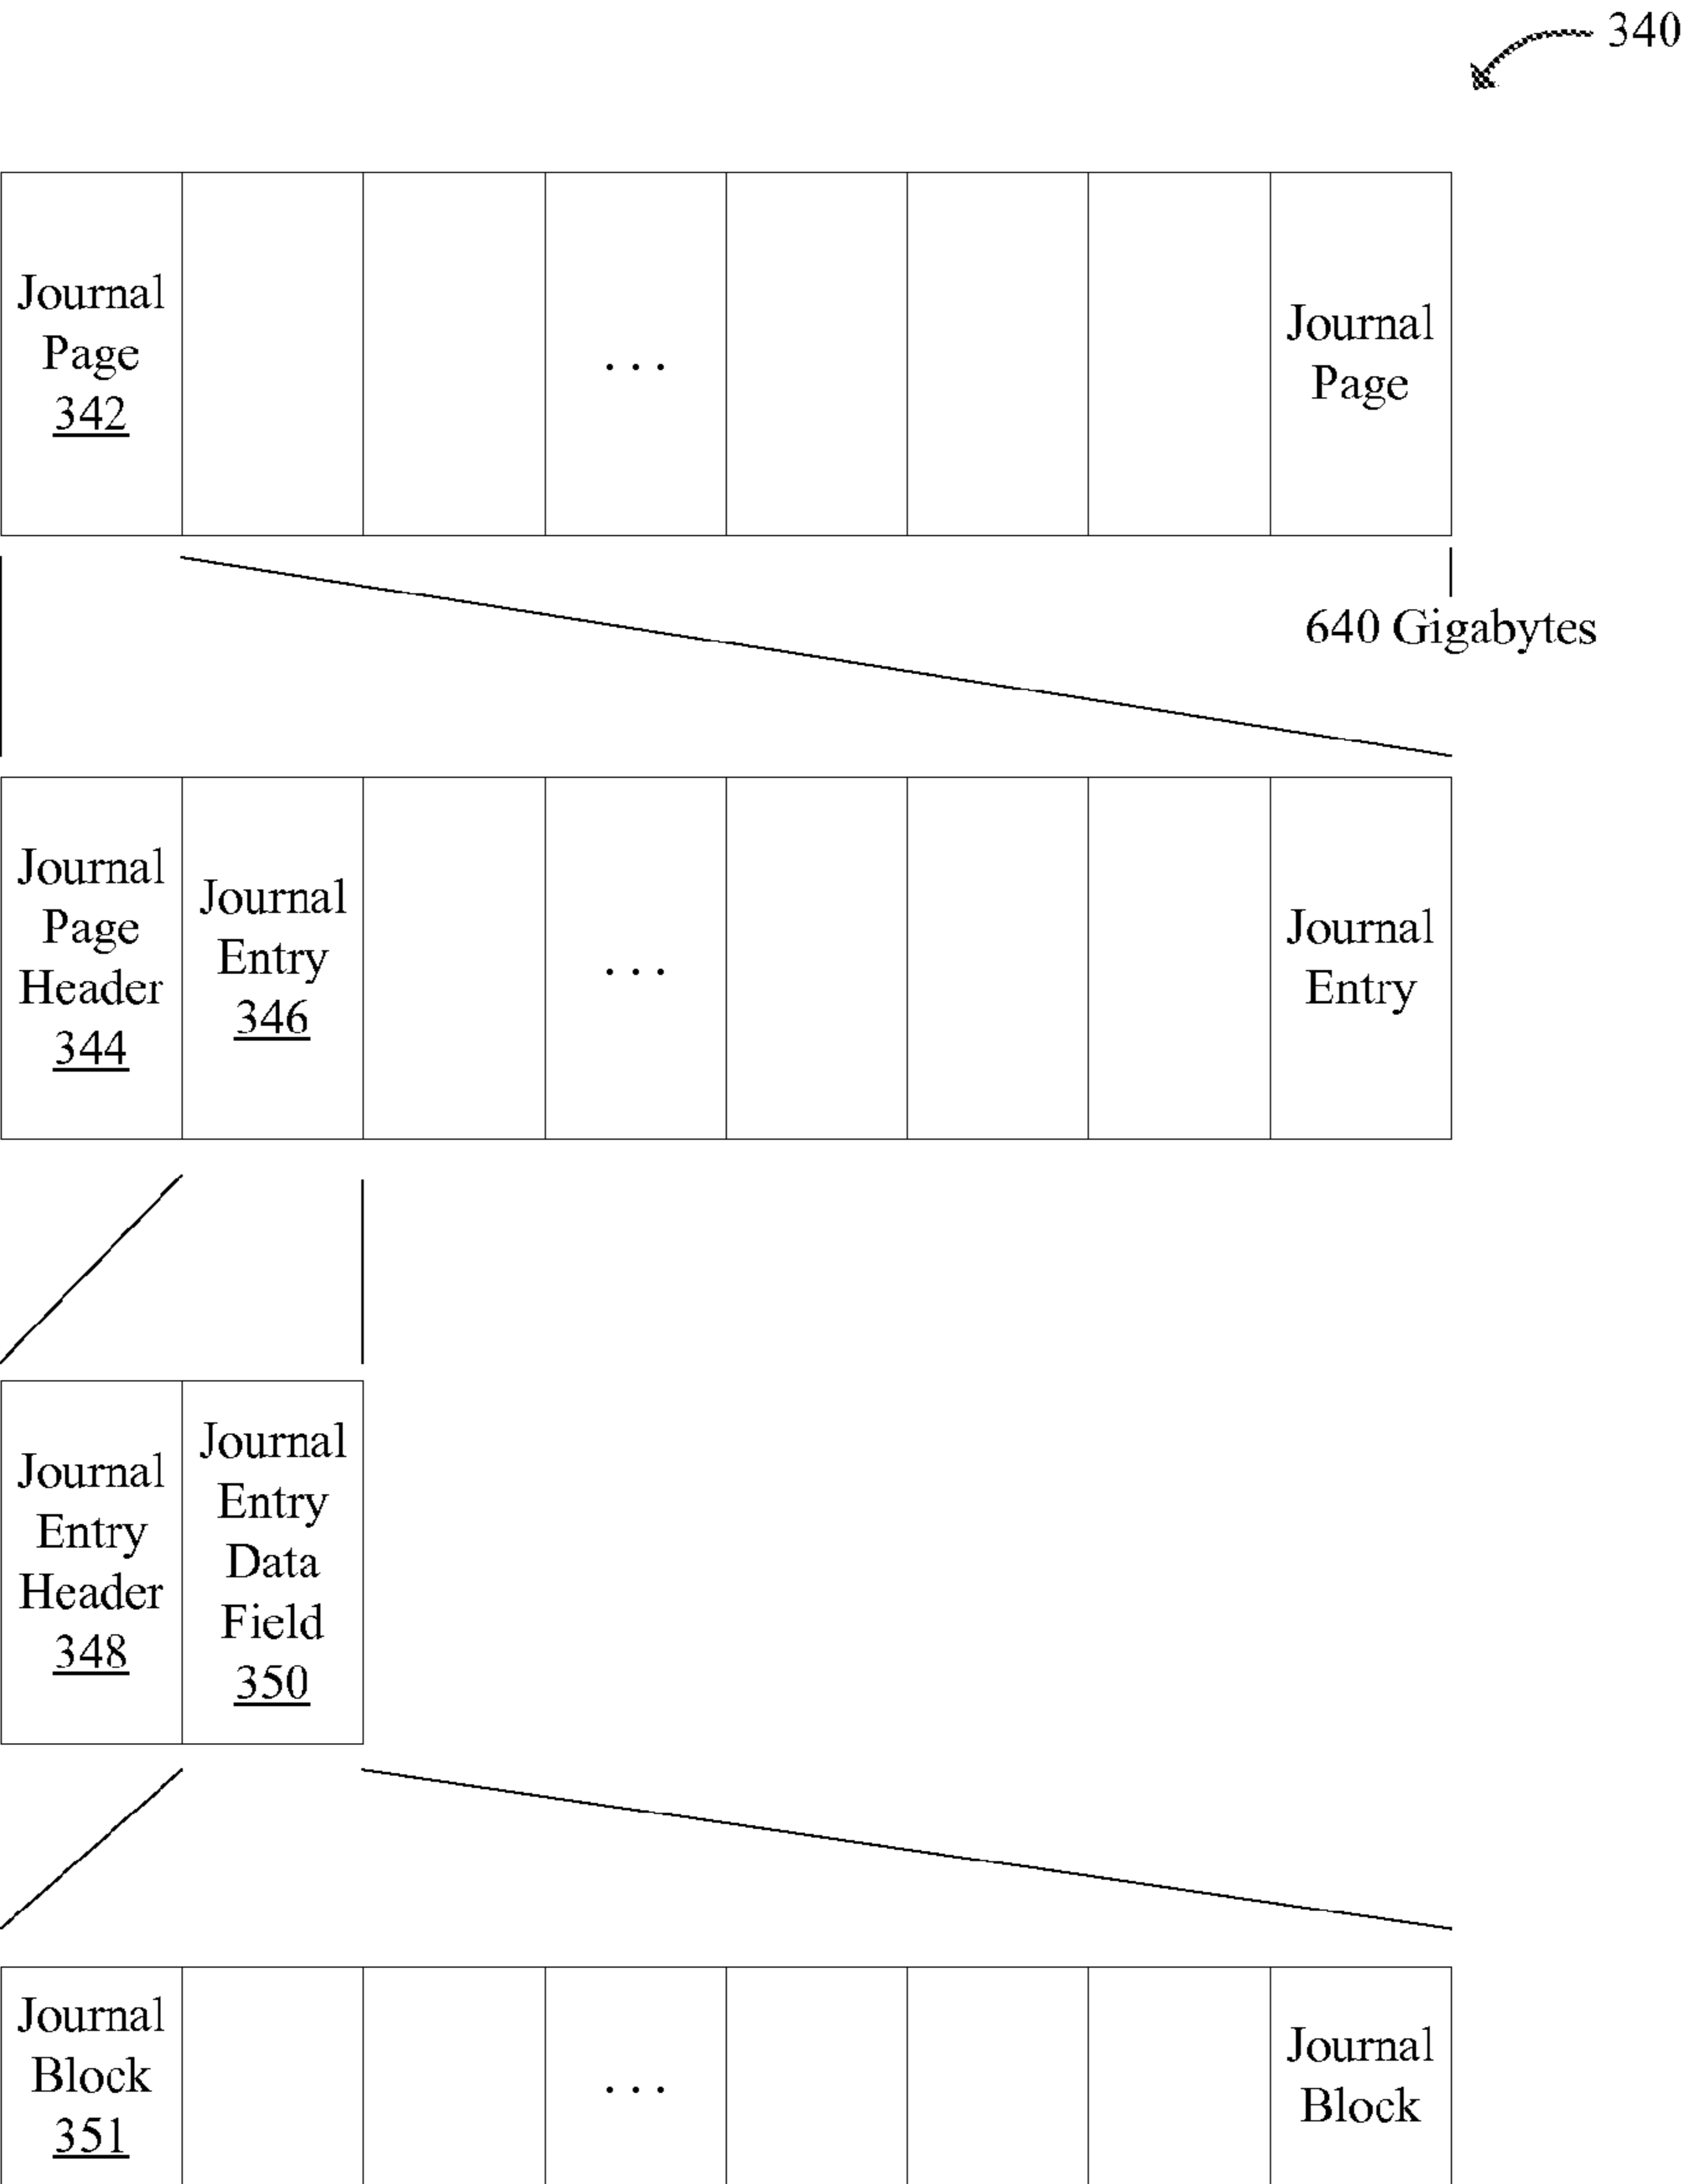 340
Journal
Page
342
. . .
Journal
Page
640 Gigabytes
Journal
Page
Header
344
Journal
Entry
346
. . .
Journal
Entry
Journal
Entry
Header
348
Journal
Entry
Data
Field
350
Journal
Block
351
. . .
Journal
Block